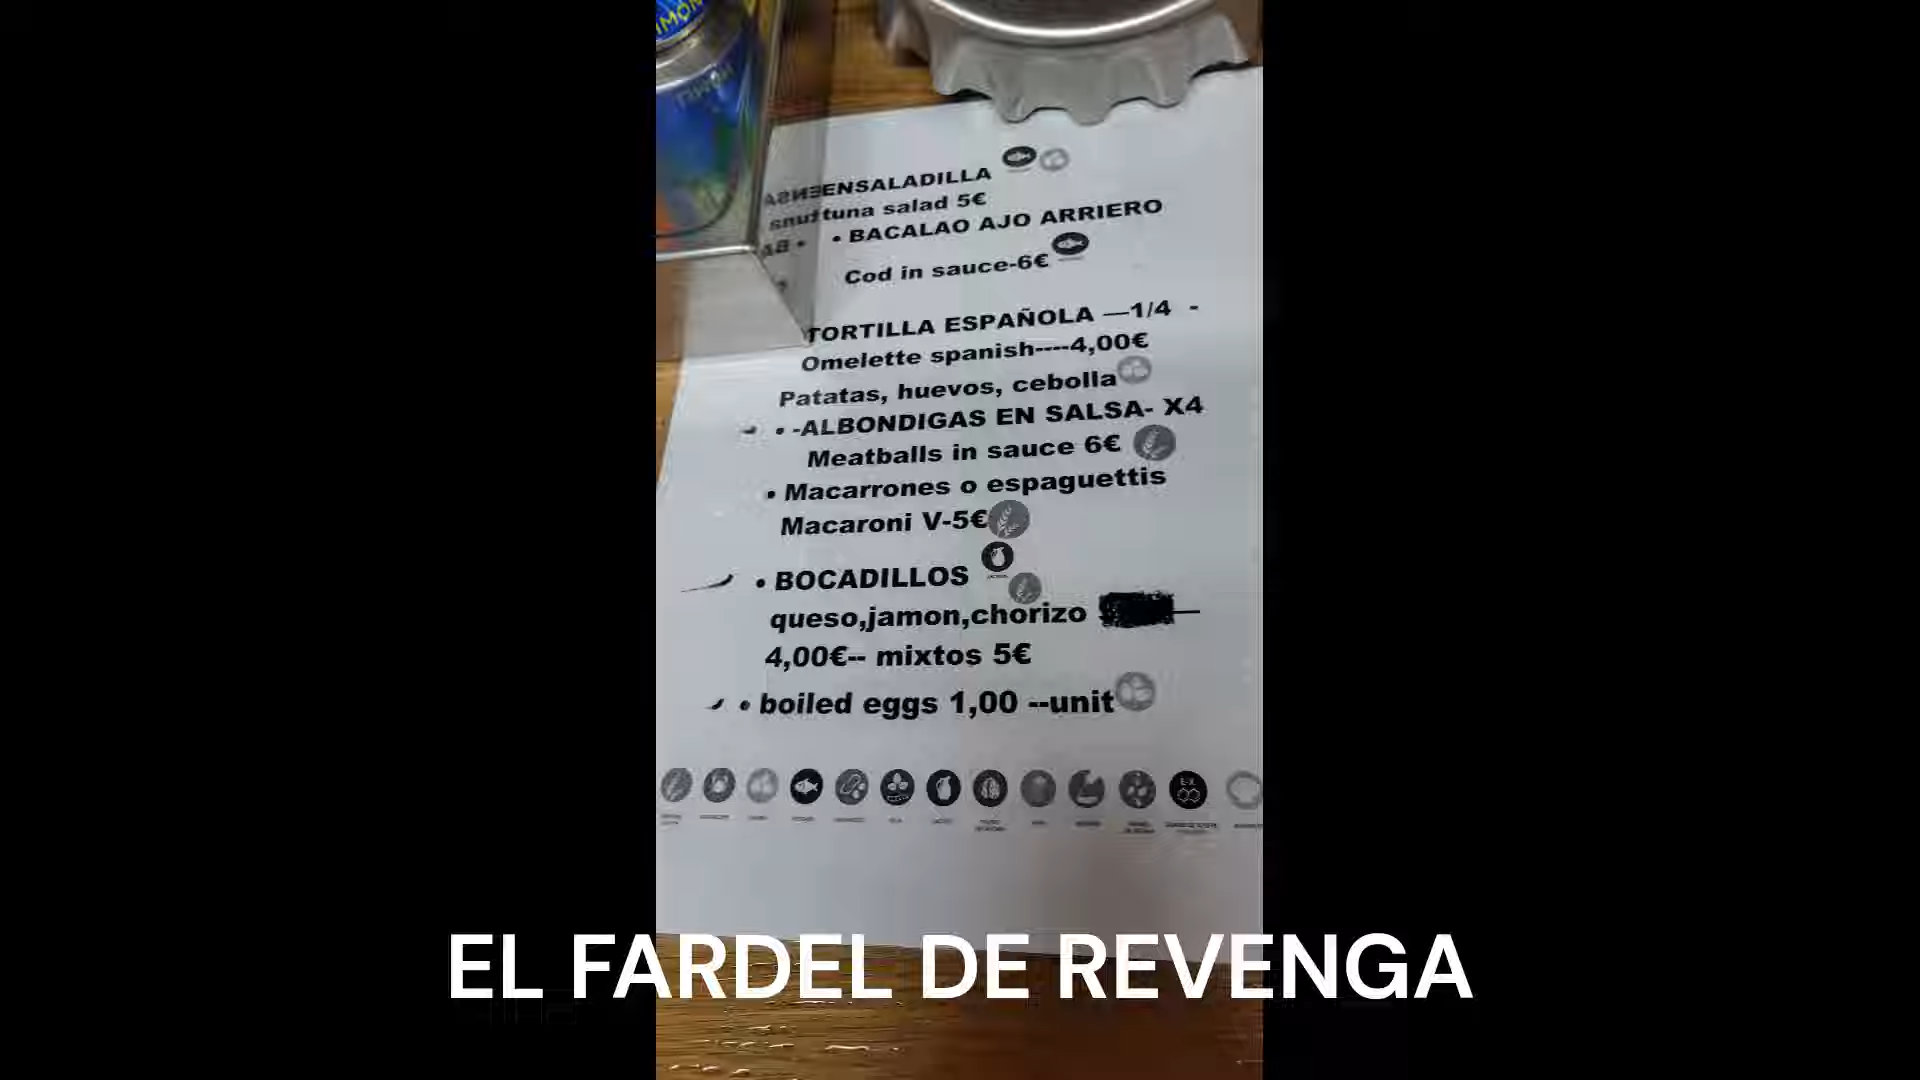 LIMÓN
ENSALADILLA
tuna salad 5€
• BACALAO AJO ARRIERO
Cod in sauce-6€
TORTILLA ESPAÑOLA —1/4 -
Omelette spanish----4,00€
Patatas, huevos, cebolla
• -ALBONDIGAS EN SALSA- X4
Meatballs in sauce 6€
• Macarrones o espaguettis
Macaroni V-5€
• BOCADILLOS
queso,jamon,chorizo
4,00€-- mixtos 5€
• boiled eggs 1,00 --unit
EL FARDEL DE REVENGA